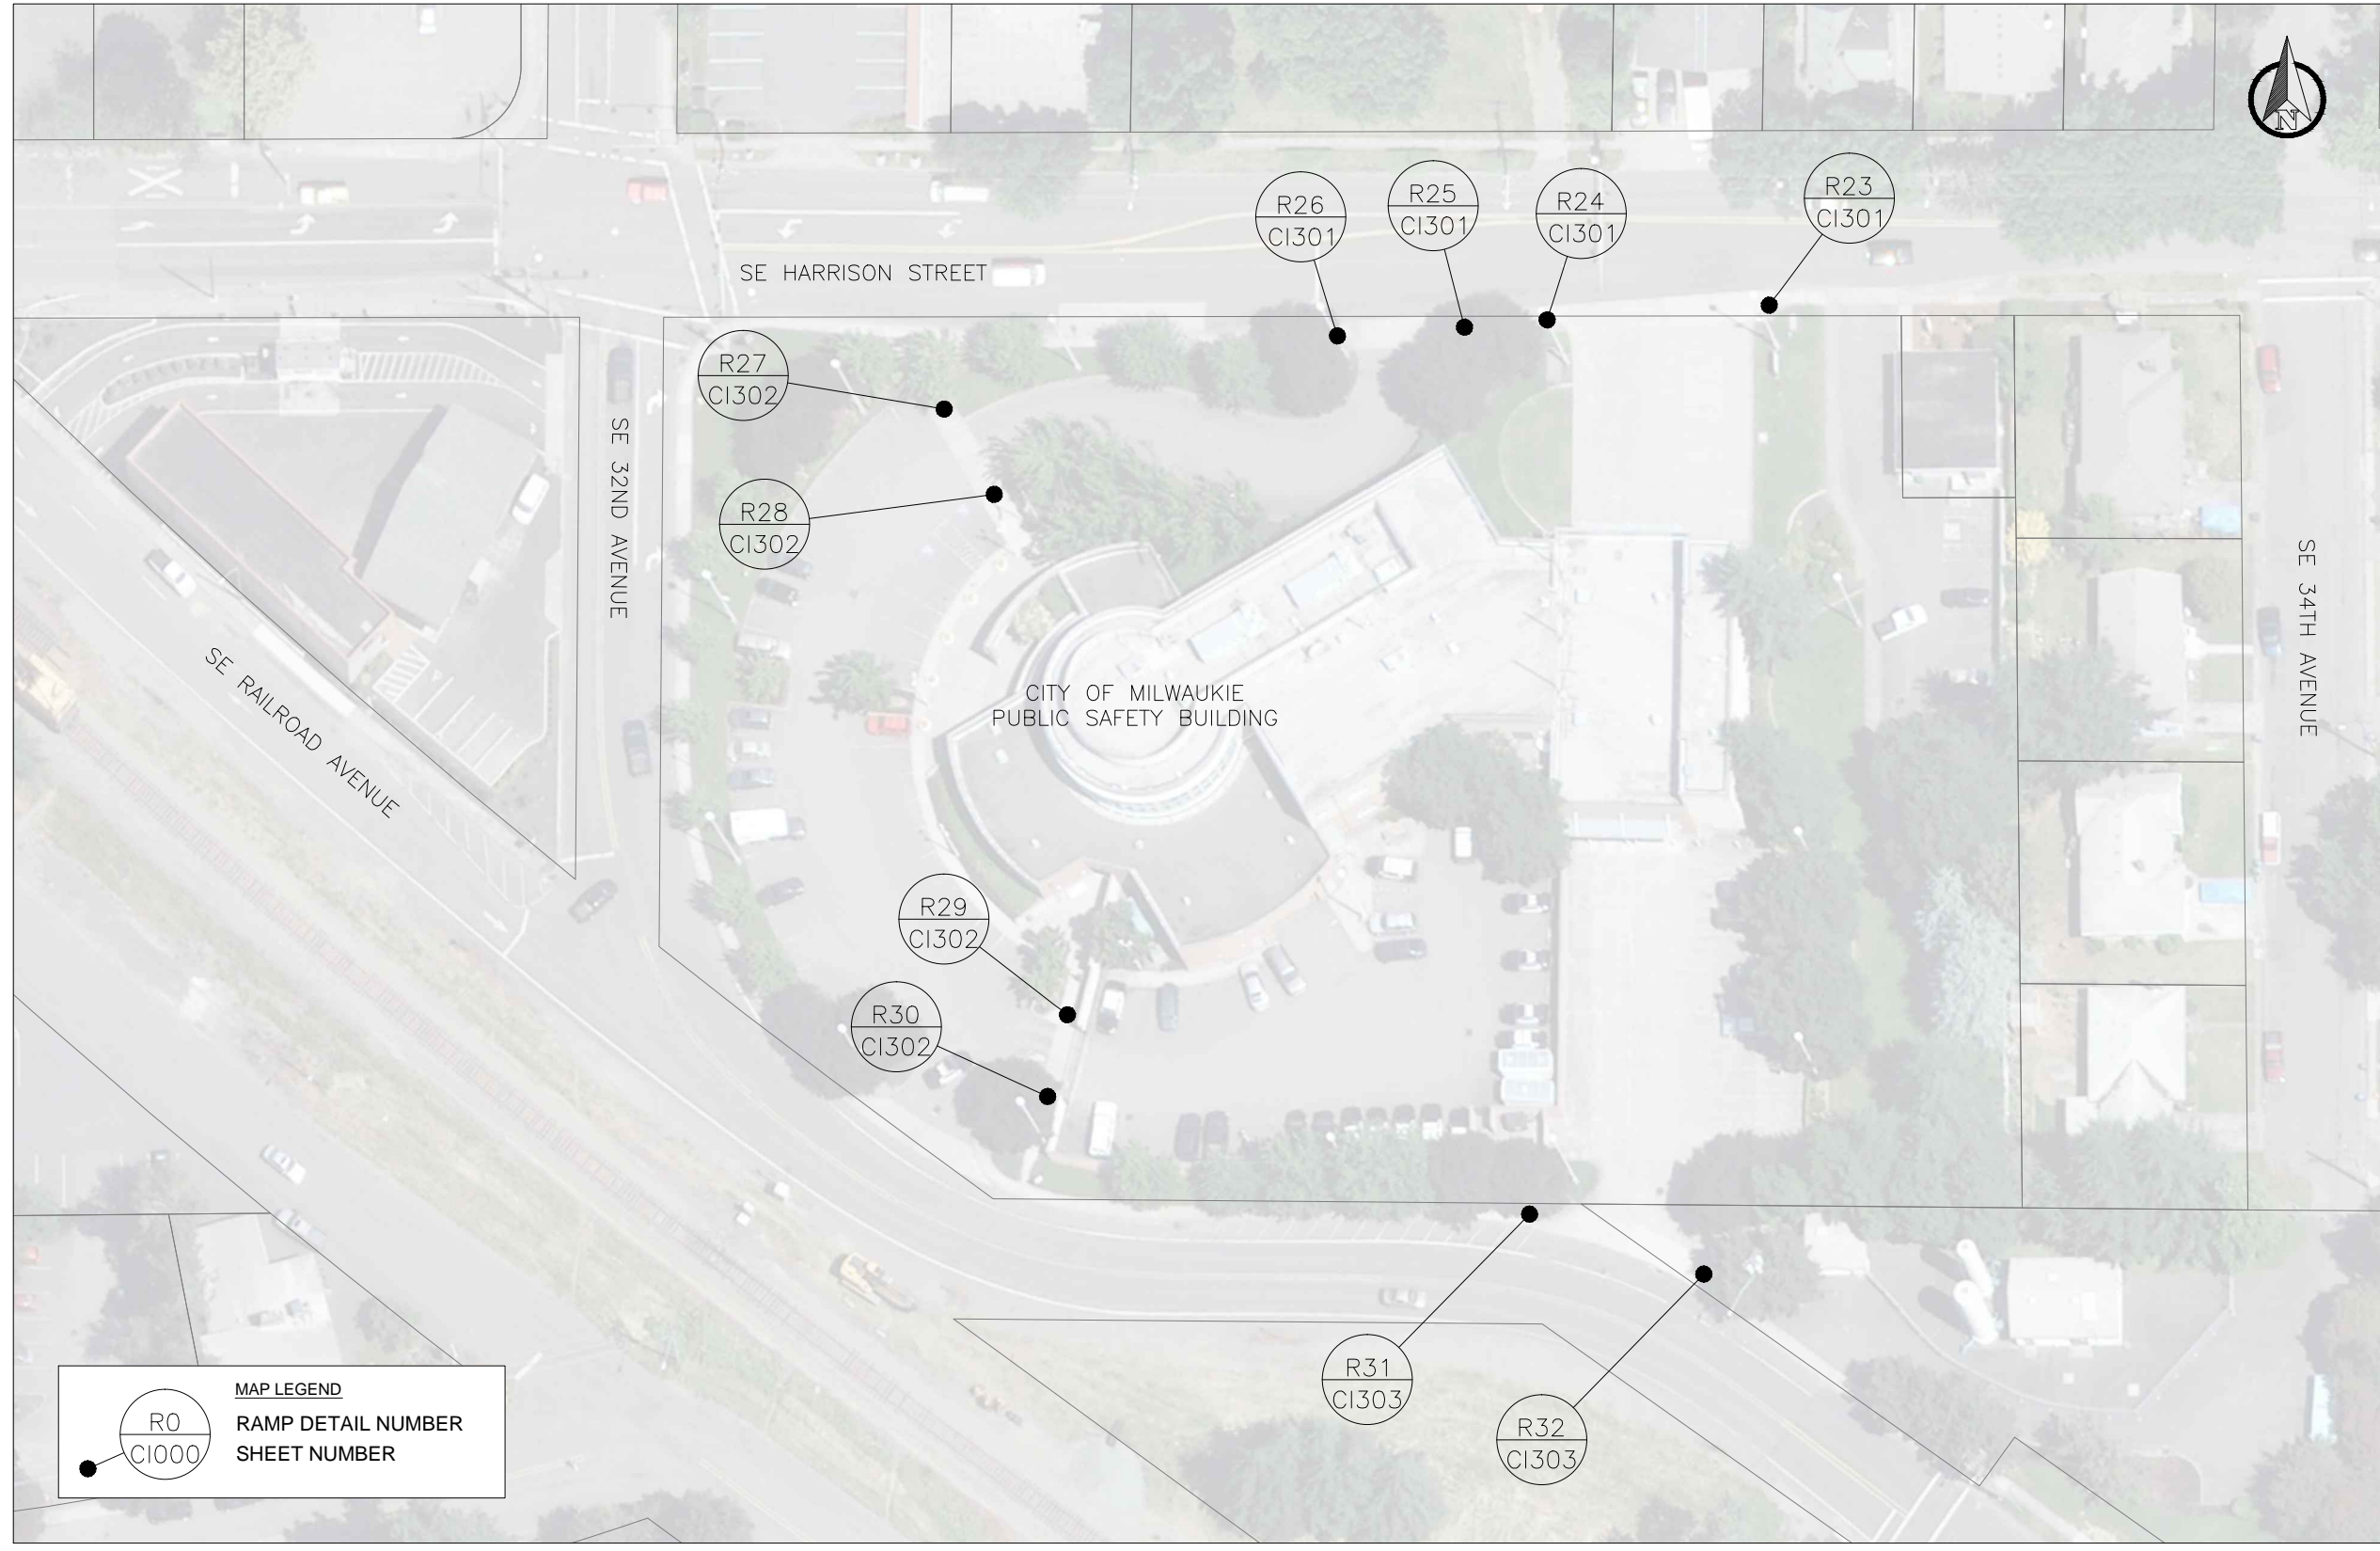 N
R26
CI301
R25
CI301
R24
CI301
R23
CI301
SE HARRISON STREET
R27
CI302
R28
CI302
SE 32ND AVENUE
SE 34TH AVENUE
SE RAILROAD AVENUE
CITY OF MILWAUKIE
PUBLIC SAFETY BUILDING
R29
CI302
R30
CI302
R31
CI303
R32
CI303
MAP LEGEND
R0
CI000
RAMP DETAIL NUMBER
SHEET NUMBER